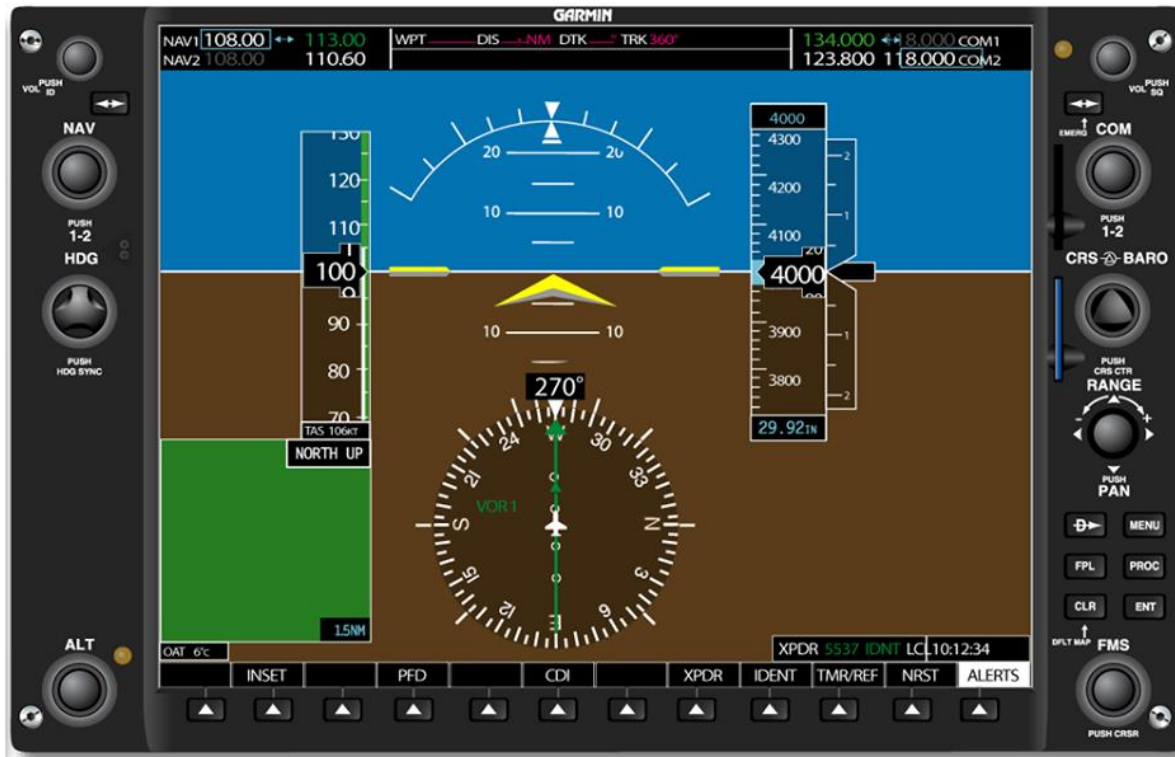 GARMIN
NAV1 108.00 ↔ 113.00 WPT DIS NM DTK ° TRK 360° 134.000 ↔ 8.000 COM1
NAV2 108.00 110.60 123.800 118.000 COM2
VOL PUSH ID
NAV
PUSH
1-2
HDG
PUSH
HDG SYNC
ALT
130
120
110
100
90
80
70
TAS 106KT
NORTH UP
1.5NM
OAT 6°C
20 20
10 10
10 10
270°
24 30
21 33
S N
15 3
12 6
E
VOR 1
4000
4300
4200
4100
20
4000
3900
3800
29.92IN
2
1
1
2
XPDR 5537 IDNT LCL10:12:34
INSET PFD CDI XPDR IDENT TMR/REF NRST ALERTS
VOL PUSH SQ
EMERG COM
PUSH
1-2
CRS BARO
PUSH
CRS CTR
RANGE
- +
PUSH
PAN
D MENU
FPL PROC
CLR ENT
DFLT MAP FMS
PUSH CRSR